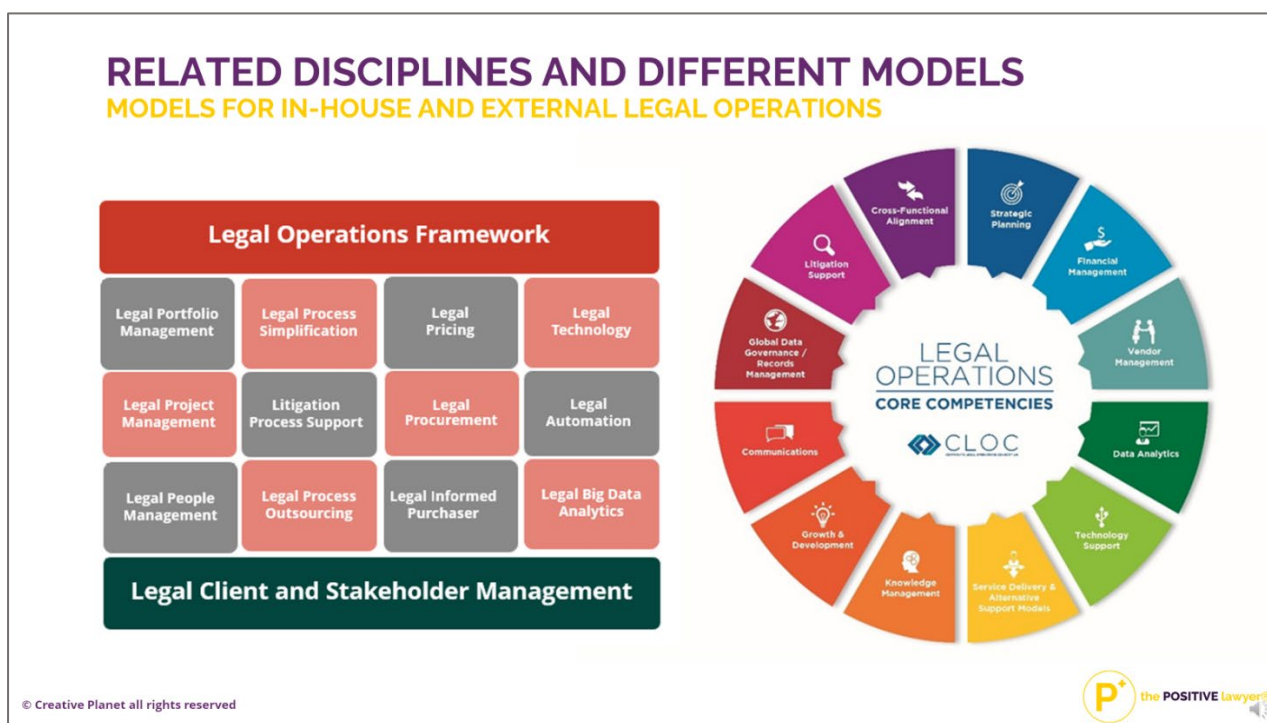 RELATED DISCIPLINES AND DIFFERENT MODELS
MODELS FOR IN-HOUSE AND EXTERNAL LEGAL OPERATIONS
Legal Operations Framework
Legal Portfolio
Management
Legal Process
Simplification
Legal
Pricing
Legal
Technology
Legal Project
Management
Litigation
Process Support
Legal
Procurement
Legal
Automation
Legal People
Management
Legal Process
Outsourcing
Legal Informed
Purchaser
Legal Big Data
Analytics
Legal Client and Stakeholder Management
Cross-Functional
Alignment
Strategic
Planning
$
Financial
Management
Vendor
Management
Data Analytics
Technology
Support
Service Delivery &
Alternative
Support Models
Knowledge
Management
Growth &
Development
Communications
Global Data
Governance /
Records
Management
Litigation
Support
LEGAL
OPERATIONS
CORE COMPETENCIES
CLOC
© Creative Planet all rights reserved
P+
the POSITIVE lawyer